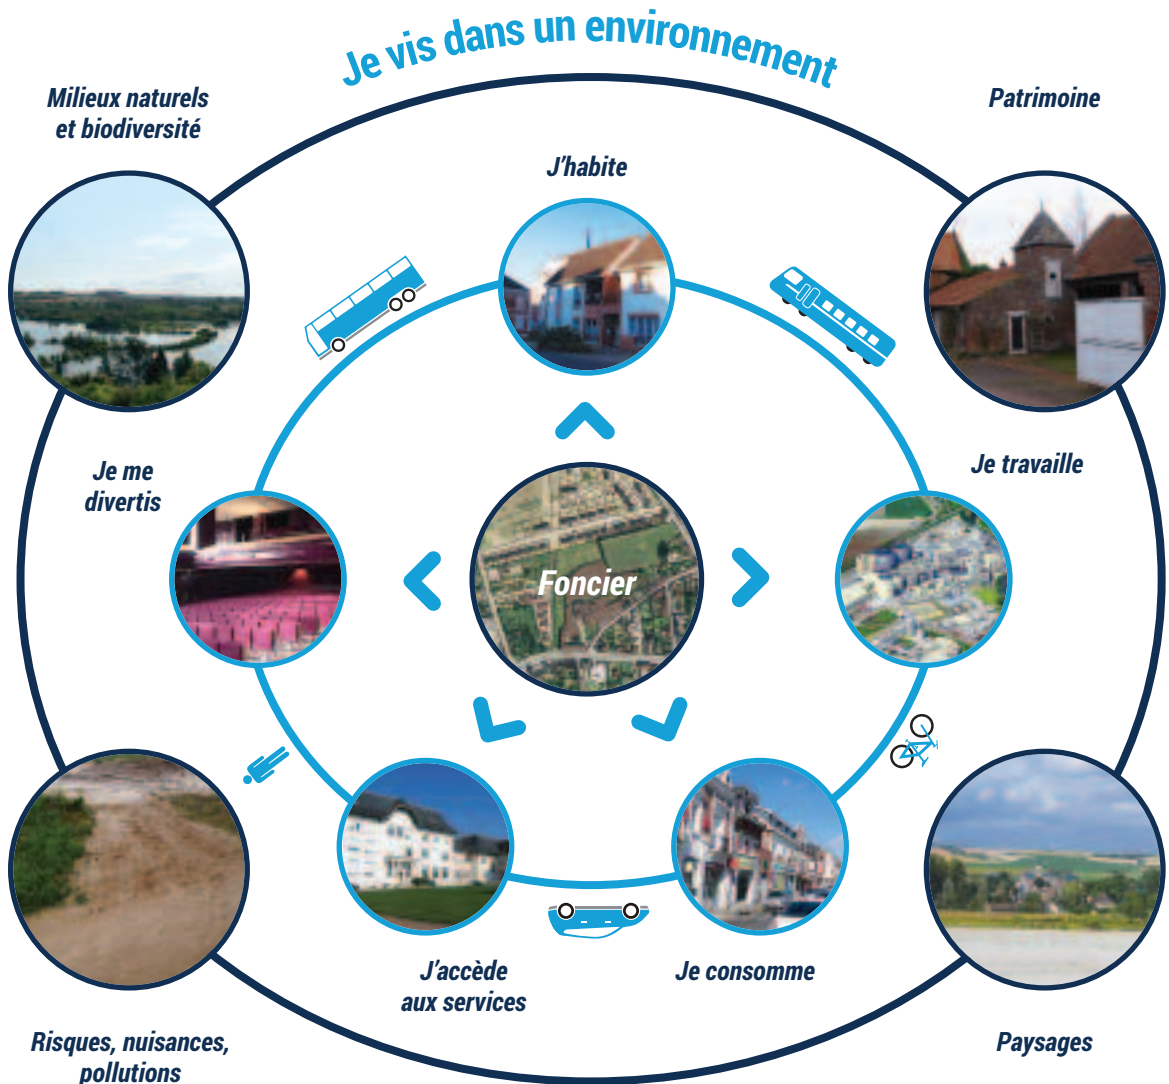 Je vis dans un environnement
Milieux naturels
et biodiversité
Patrimoine
J'habite
Je me
divertis
Je travaille
Foncier
J'accède
aux services
Je consomme
Risques, nuisances,
pollutions
Paysages